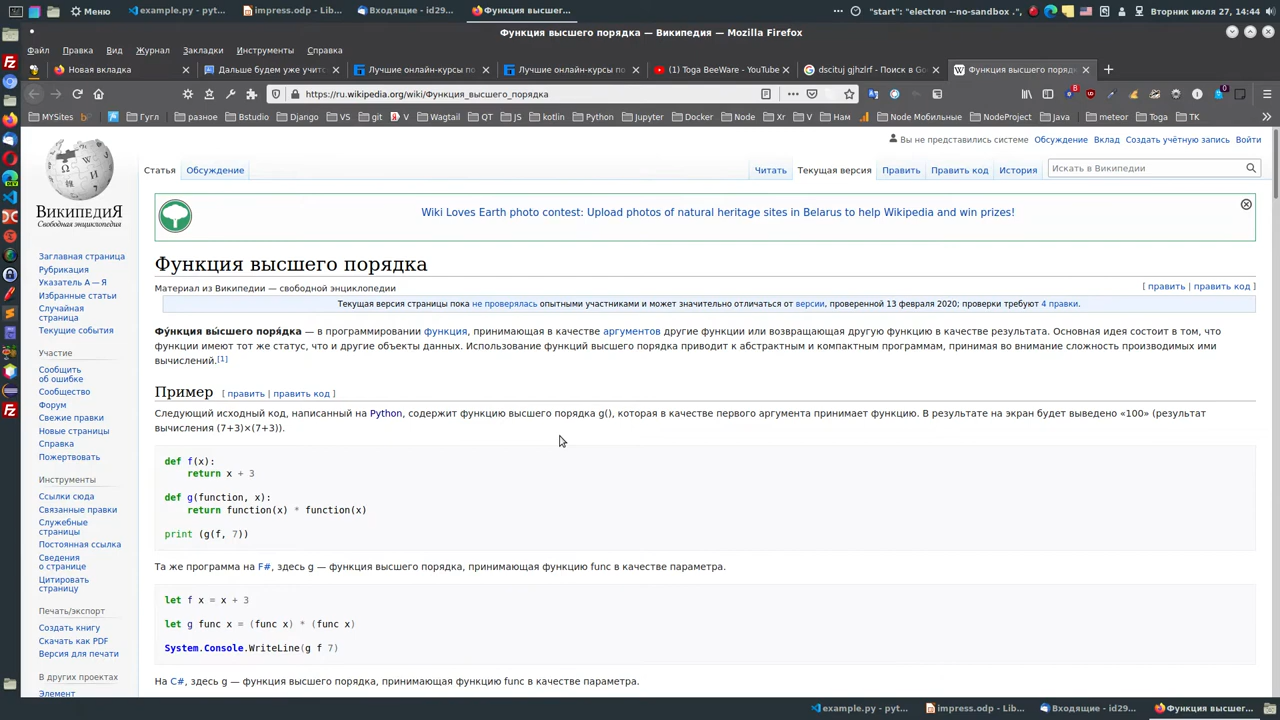 Меню
example.py - pyt...
impress.odp - Lib...
Входящие - id29...
Функция высшег...
"start": "electron --no-sandbox .",
Вторник июля 27, 14:44
Функция высшего порядка — Википедия — Mozilla Firefox
Файл Правка Вид Журнал Закладки Инструменты Справка
Новая вкладка
Дальше будем уже учит
Лучшие онлайн-курсы по
Лучшие онлайн-курсы по
(1) Toga BeeWare - YouTube
dscituj gjhzlrf - Поиск в Go
Функция высшего порядк
https://ru.wikipedia.org/wiki/Функция_высшего_порядка
MYSites Гугл разное Bstudio Django VS git V Wagtail QT JS kotlin Python Jupyter Docker Node Xr V Нам Node Мобильные NodeProject Java meteor Toga TK
Вы не представились системе Обсуждение Вклад Создать учётную запись Войти
Статья Обсуждение Читать Текущая версия Править Править код История Искать в Википедии
ВикипедиЯ
Свободная энциклопедия
Заглавная страница
Рубрикация
Указатель А — Я
Избранные статьи
Случайная
страница
Текущие события
Участие
Сообщить
об ошибке
Сообщество
Форум
Свежие правки
Новые страницы
Справка
Пожертвовать
Инструменты
Ссылки сюда
Связанные правки
Служебные
страницы
Постоянная ссылка
Сведения
о странице
Цитировать
страницу
Печать/экспорт
Создать книгу
Скачать как PDF
Версия для печати
В других проектах
Элемент
Wiki Loves Earth photo contest: Upload photos of natural heritage sites in Belarus to help Wikipedia and win prizes!
Функция высшего порядка
Материал из Википедии — свободной энциклопедии
[ править | править код ]
Текущая версия страницы пока не проверялась опытными участниками и может значительно отличаться от версии, проверенной 13 февраля 2020; проверки требуют 4 правки.
Фу́нкция вы́сшего поря́дка — в программировании функция, принимающая в качестве аргументов другие функции или возвращающая другую функцию в качестве результата. Основная идея состоит в том, что
функции имеют тот же статус, что и другие объекты данных. Использование функций высшего порядка приводит к абстрактным и компактным программам, принимая во внимание сложность производимых ими
вычислений.[1]
Пример [ править | править код ]
Следующий исходный код, написанный на Python, содержит функцию высшего порядка g(), которая в качестве первого аргумента принимает функцию. В результате на экран будет выведено «100» (результат
вычисления (7+3)×(7+3)).
def f(x):
return x + 3
def g(function, x):
return function(x) * function(x)
print (g(f, 7))
Та же программа на F#, здесь g — функция высшего порядка, принимающая функцию func в качестве параметра.
let f x = x + 3
let g func x = (func x) * (func x)
System.Console.WriteLine(g f 7)
На C#, здесь g — функция высшего порядка, принимающая функцию func в качестве параметра.
example.py - pyt...
impress.odp - Lib...
Входящие - id29...
Функция высшег...